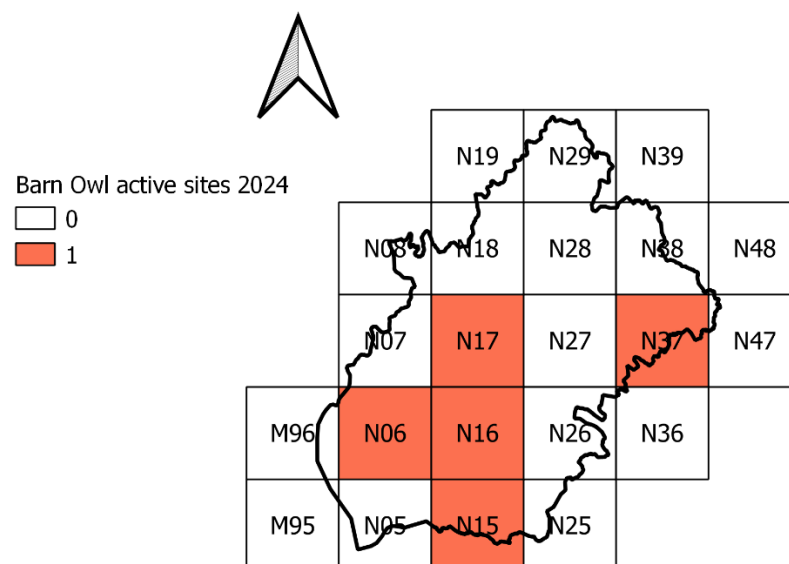 Barn Owl active sites 2024
0
1
N19 N29 N39
N08 N18 N28 N38 N48
N07 N17 N27 N37 N47
M96 N06 N16 N26 N36
M95 N05 N15 N25